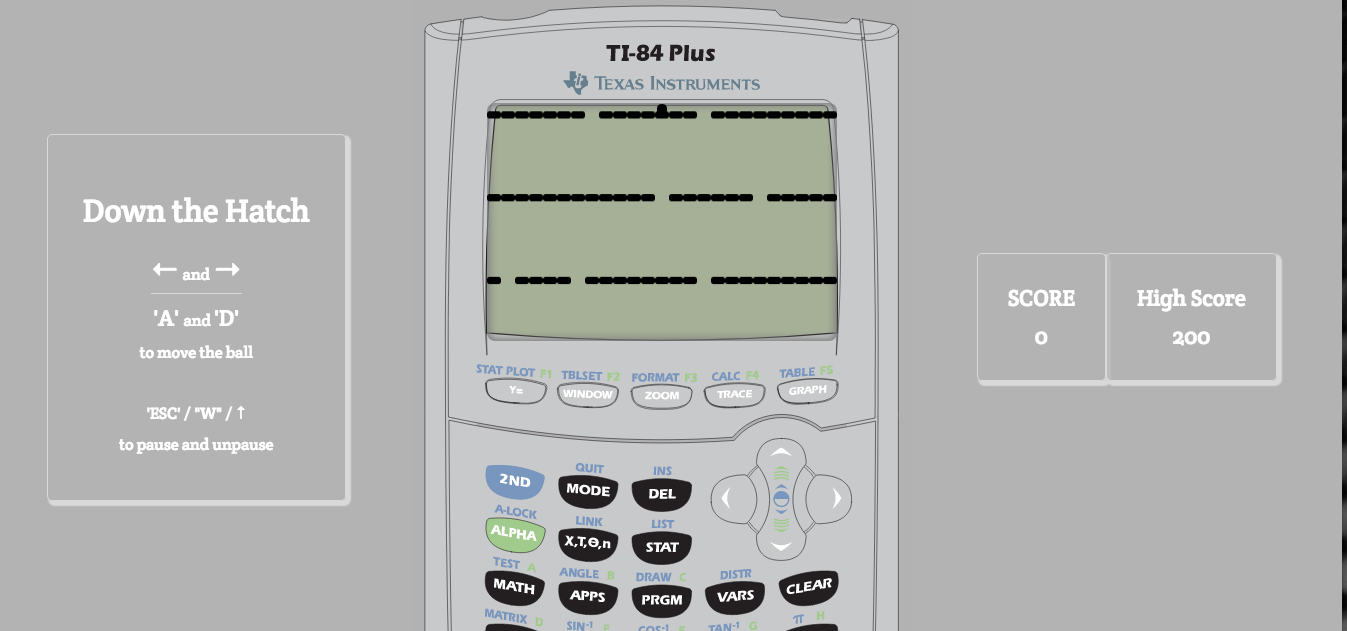 Down the Hatch
← and →
'A' and 'D'
to move the ball
'ESC' / "W" / ↑
to pause and unpause
TI-84 Plus
TEXAS INSTRUMENTS
STAT PLOT F1 TBLSET F2 FORMAT F3 CALC F4 TABLE F5
Y= WINDOW ZOOM TRACE GRAPH
QUIT INS
2ND MODE DEL
A-LOCK LINK LIST
ALPHA X,T,Θ,n STAT
TEST A ANGLE B DRAW C DISTR
MATH APPS PRGM VARS CLEAR
MATRIX D SIN-1 E COS-1 F TAN-1 G π H
SCORE High Score
0 200